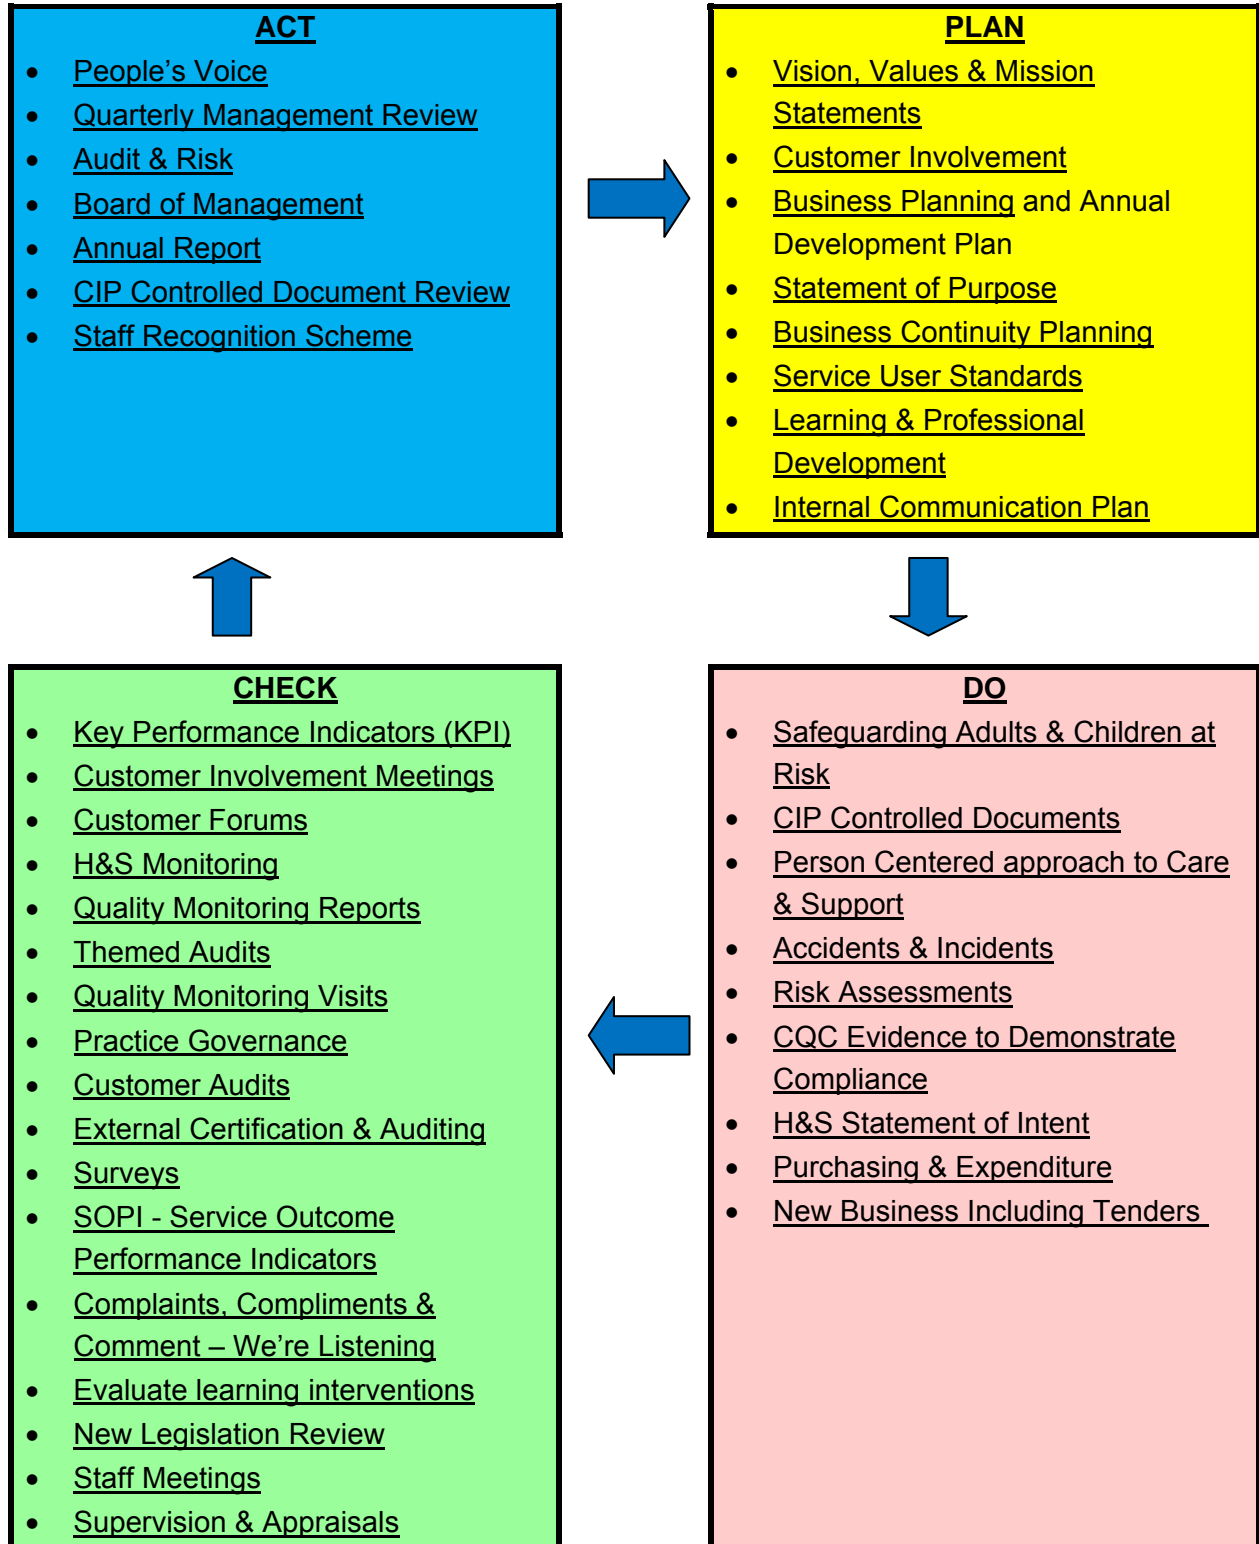 ACT
• People’s Voice
• Quarterly Management Review
• Audit & Risk
• Board of Management
• Annual Report
• CIP Controlled Document Review
• Staff Recognition Scheme
PLAN
• Vision, Values & Mission
Statements
• Customer Involvement
• Business Planning and Annual
Development Plan
• Statement of Purpose
• Business Continuity Planning
• Service User Standards
• Learning & Professional
Development
• Internal Communication Plan
CHECK
• Key Performance Indicators (KPI)
• Customer Involvement Meetings
• Customer Forums
• H&S Monitoring
• Quality Monitoring Reports
• Themed Audits
• Quality Monitoring Visits
• Practice Governance
• Customer Audits
• External Certification & Auditing
• Surveys
• SOPI - Service Outcome
Performance Indicators
• Complaints, Compliments &
Comment – We’re Listening
• Evaluate learning interventions
• New Legislation Review
• Staff Meetings
• Supervision & Appraisals
DO
• Safeguarding Adults & Children at
Risk
• CIP Controlled Documents
• Person Centered approach to Care
& Support
• Accidents & Incidents
• Risk Assessments
• CQC Evidence to Demonstrate
Compliance
• H&S Statement of Intent
• Purchasing & Expenditure
• New Business Including Tenders